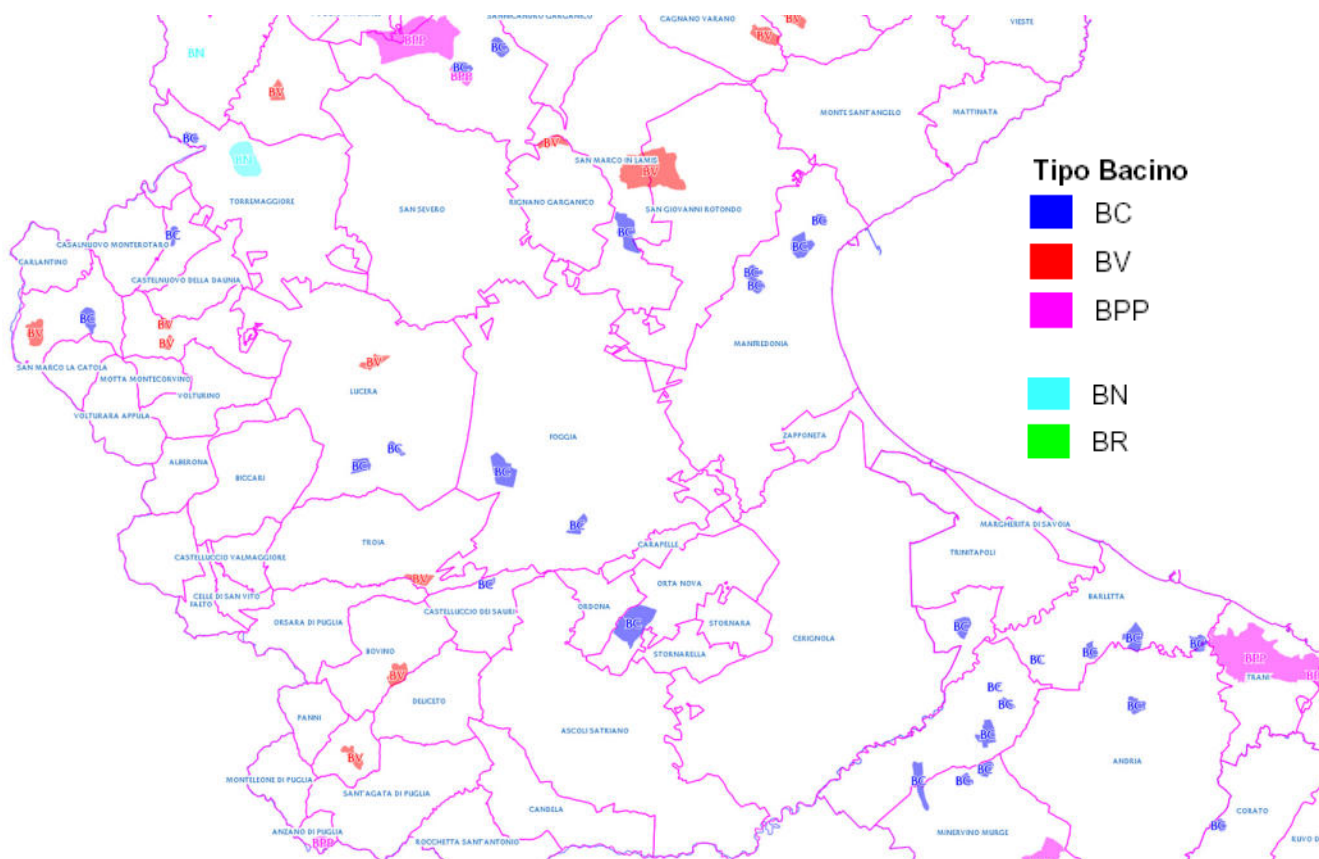 SANNICANDRO GARGANICO
CAGNANO VARANO
VIESTE
BV
BPP
BC
BV
BN
BC
BPP
BV
MONTE SANT'ANGELO
MATTINATA
BC
BV
BN
SAN MARCO IN LAMIS
BV
Tipo Bacino
TORREMAGGIORE
SAN SEVERO
RIGNANO GARGANICO
SAN GIOVANNI ROTONDO
BC
BC
BC
BC
BC
CASALNUOVO MONTEROTARO
CARLANTINO
BV
CASTELNUOVO DELLA DAUNIA
BC
BC
BPP
BC
BV
BV
BV
MANFREDONIA
BV
SAN MARCO LA CATOLA
MOTTA MONTECORVINO
LUCERA
VOLTURINO
BN
VOLTURARA APPULA
ZAPPONETA
FOGGIA
BR
BC
ALBERONA
BC
BC
BICCARI
MARGHERITA DI SAVOIA
BC
TROIA
CARAPELLE
TRINITAPOLI
CASTELLUCCIO VALMAGGIORE
BV
BC
ORTA NOVA
CELLE DI SAN VITO
BARLETTA
FAETO
ORDONA
CASTELLUCCIO DEI SAURI
ORSARA DI PUGLIA
BC
STORNARA
BC
CERIGNOLA
BC
BC
BOVINO
STORNARELLA
BC
BC
BPP
BV
TRANI
BC
DELICETO
BC
BC
PANNI
ASCOLI SATRIANO
BC
BV
ANDRIA
BC
MONTELEONE DI PUGLIA
BC
BC
SANT'AGATA DI PUGLIA
CANDELA
CORATO
BC
ANZANO DI PUGLIA
MINERVINO MURGE
BPP
ROCCHETTA SANT'ANTONIO
RUVO D